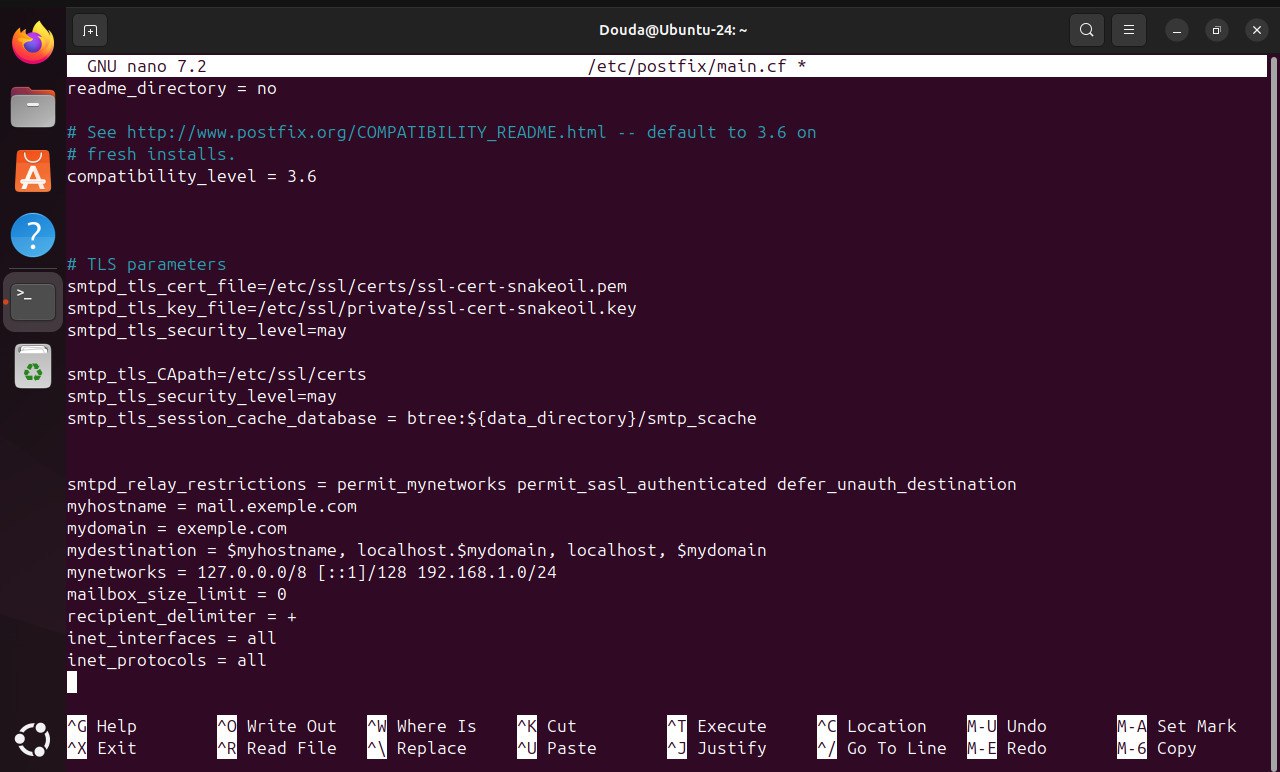 Douda@Ubuntu-24: ~
GNU nano 7.2 /etc/postfix/main.cf *
readme_directory = no
# See http://www.postfix.org/COMPATIBILITY_README.html -- default to 3.6 on
# fresh installs.
compatibility_level = 3.6
# TLS parameters
smtpd_tls_cert_file=/etc/ssl/certs/ssl-cert-snakeoil.pem
smtpd_tls_key_file=/etc/ssl/private/ssl-cert-snakeoil.key
smtpd_tls_security_level=may
smtp_tls_CApath=/etc/ssl/certs
smtp_tls_security_level=may
smtp_tls_session_cache_database = btree:${data_directory}/smtp_scache
smtpd_relay_restrictions = permit_mynetworks permit_sasl_authenticated defer_unauth_destination
myhostname = mail.exemple.com
mydomain = exemple.com
mydestination = $myhostname, localhost.$mydomain, localhost, $mydomain
mynetworks = 127.0.0.0/8 [::1]/128 192.168.1.0/24
mailbox_size_limit = 0
recipient_delimiter = +
inet_interfaces = all
inet_protocols = all
^G Help ^O Write Out ^W Where Is ^K Cut ^T Execute ^C Location M-U Undo M-A Set Mark
^X Exit ^R Read File ^\ Replace ^U Paste ^J Justify ^/ Go To Line M-E Redo M-6 Copy